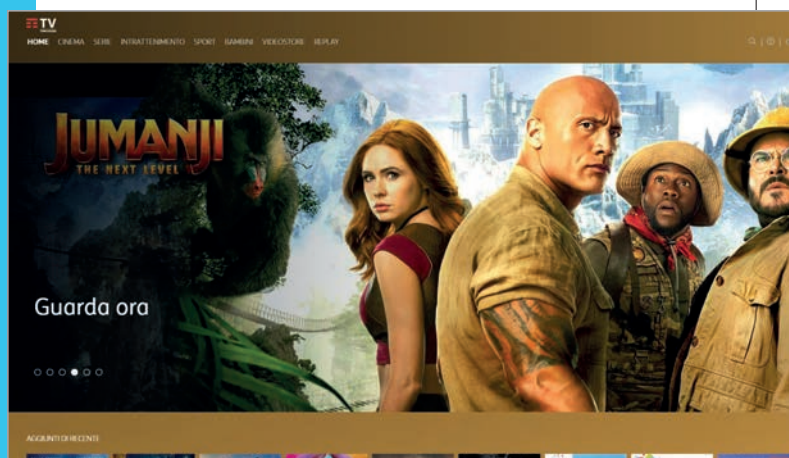 TV
HOME CINEMA SERIE INTRATTENIMENTO SPORT BAMBINI VIDEOSTORE REPLAY
JUMANJI
THE NEXT LEVEL
Guarda ora
AGGIUNTI DI RECENTE